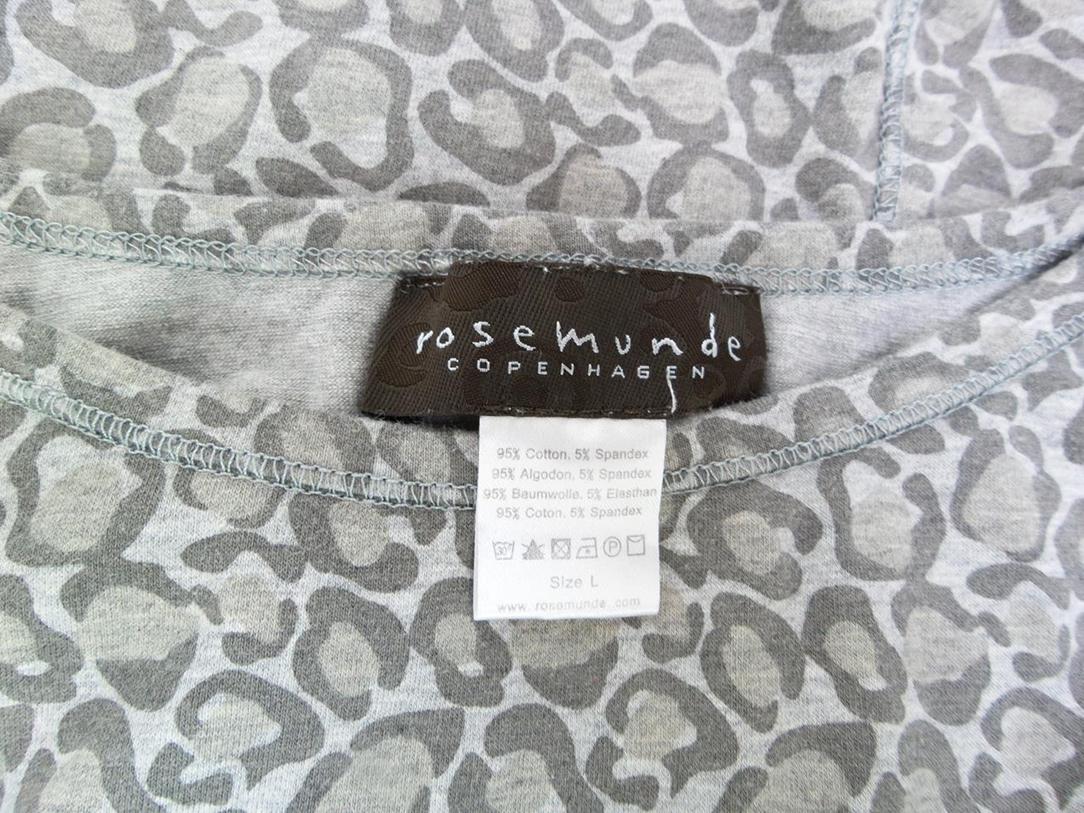 rosemunde
COPENHAGEN
95% Cotton, 5% Spandex
95% Algodon, 5% Spandex
95% Baumwolle, 5% Elasthan
95% Coton, 5% Spandex
30° P
Size L
www.rosemunde.com